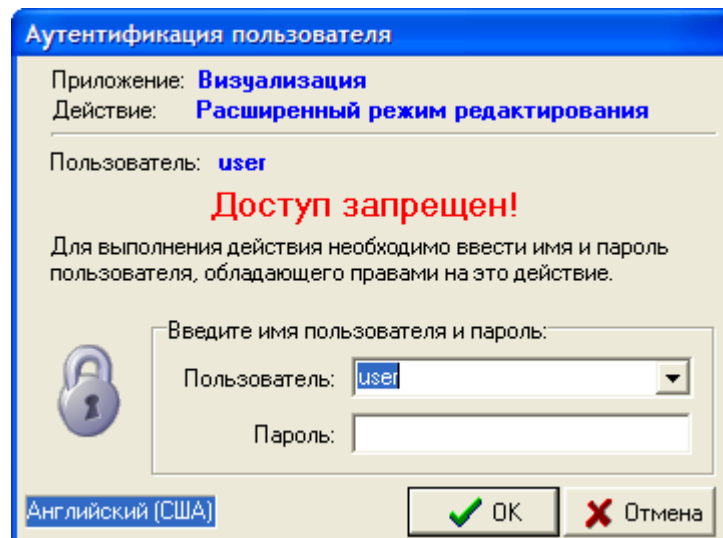 Аутентификация пользователя
Приложение: Визуализация
Действие: Расширенный режим редактирования
Пользователь: user
Доступ запрещен!
Для выполнения действия необходимо ввести имя и пароль
пользователя, обладающего правами на это действие.
Введите имя пользователя и пароль:
Пользователь: user
Пароль:
Английский (США)
OK
Отмена